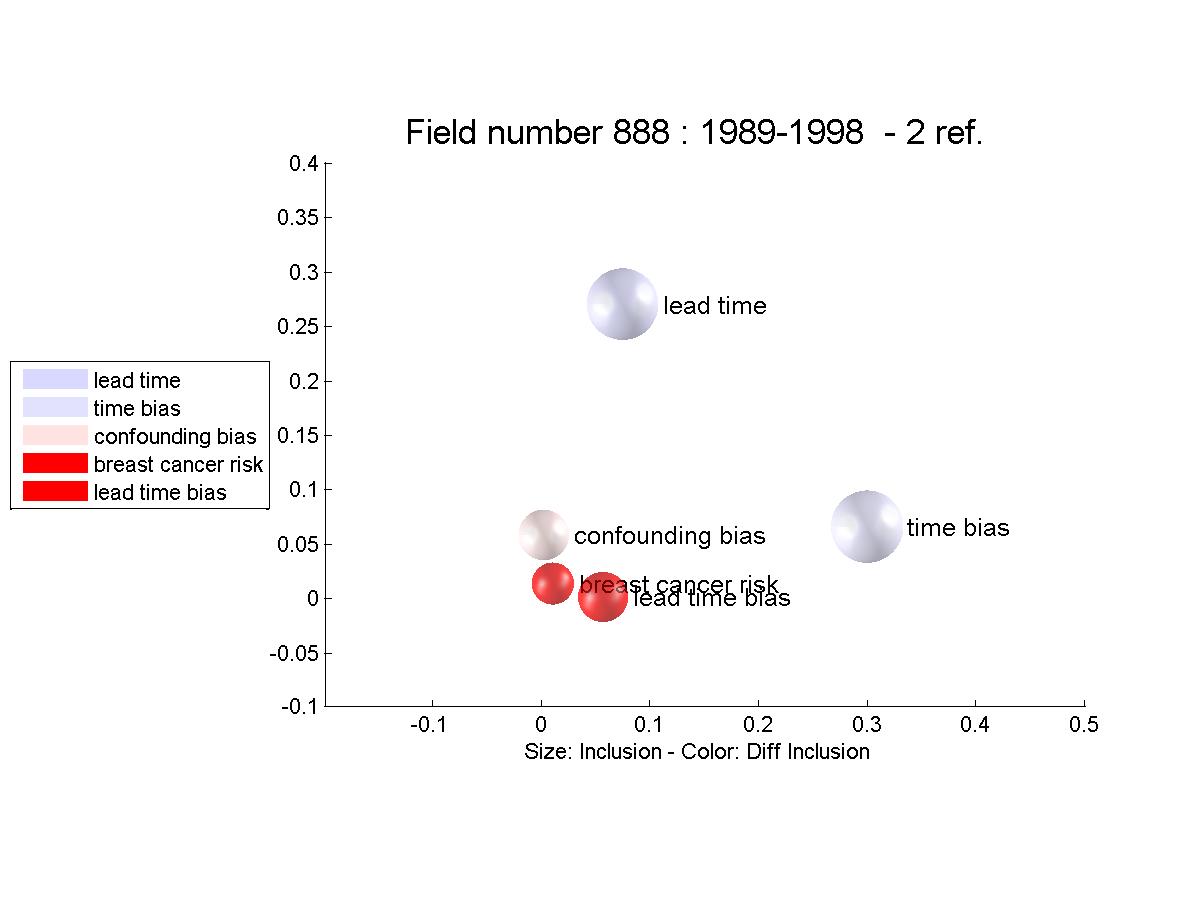 Field number 888 : 1989-1998  - 2 ref.
0.4
0.35
0.3
0.25
0.2
0.15
0.1
0.05
0
-0.05
-0.1
-0.1 0 0.1 0.2 0.3 0.4 0.5
Size: Inclusion - Color: Diff Inclusion
lead time
time bias
confounding bias
breast cancer risk
lead time bias
lead time
time bias
confounding bias
breast cancer risk
lead time bias